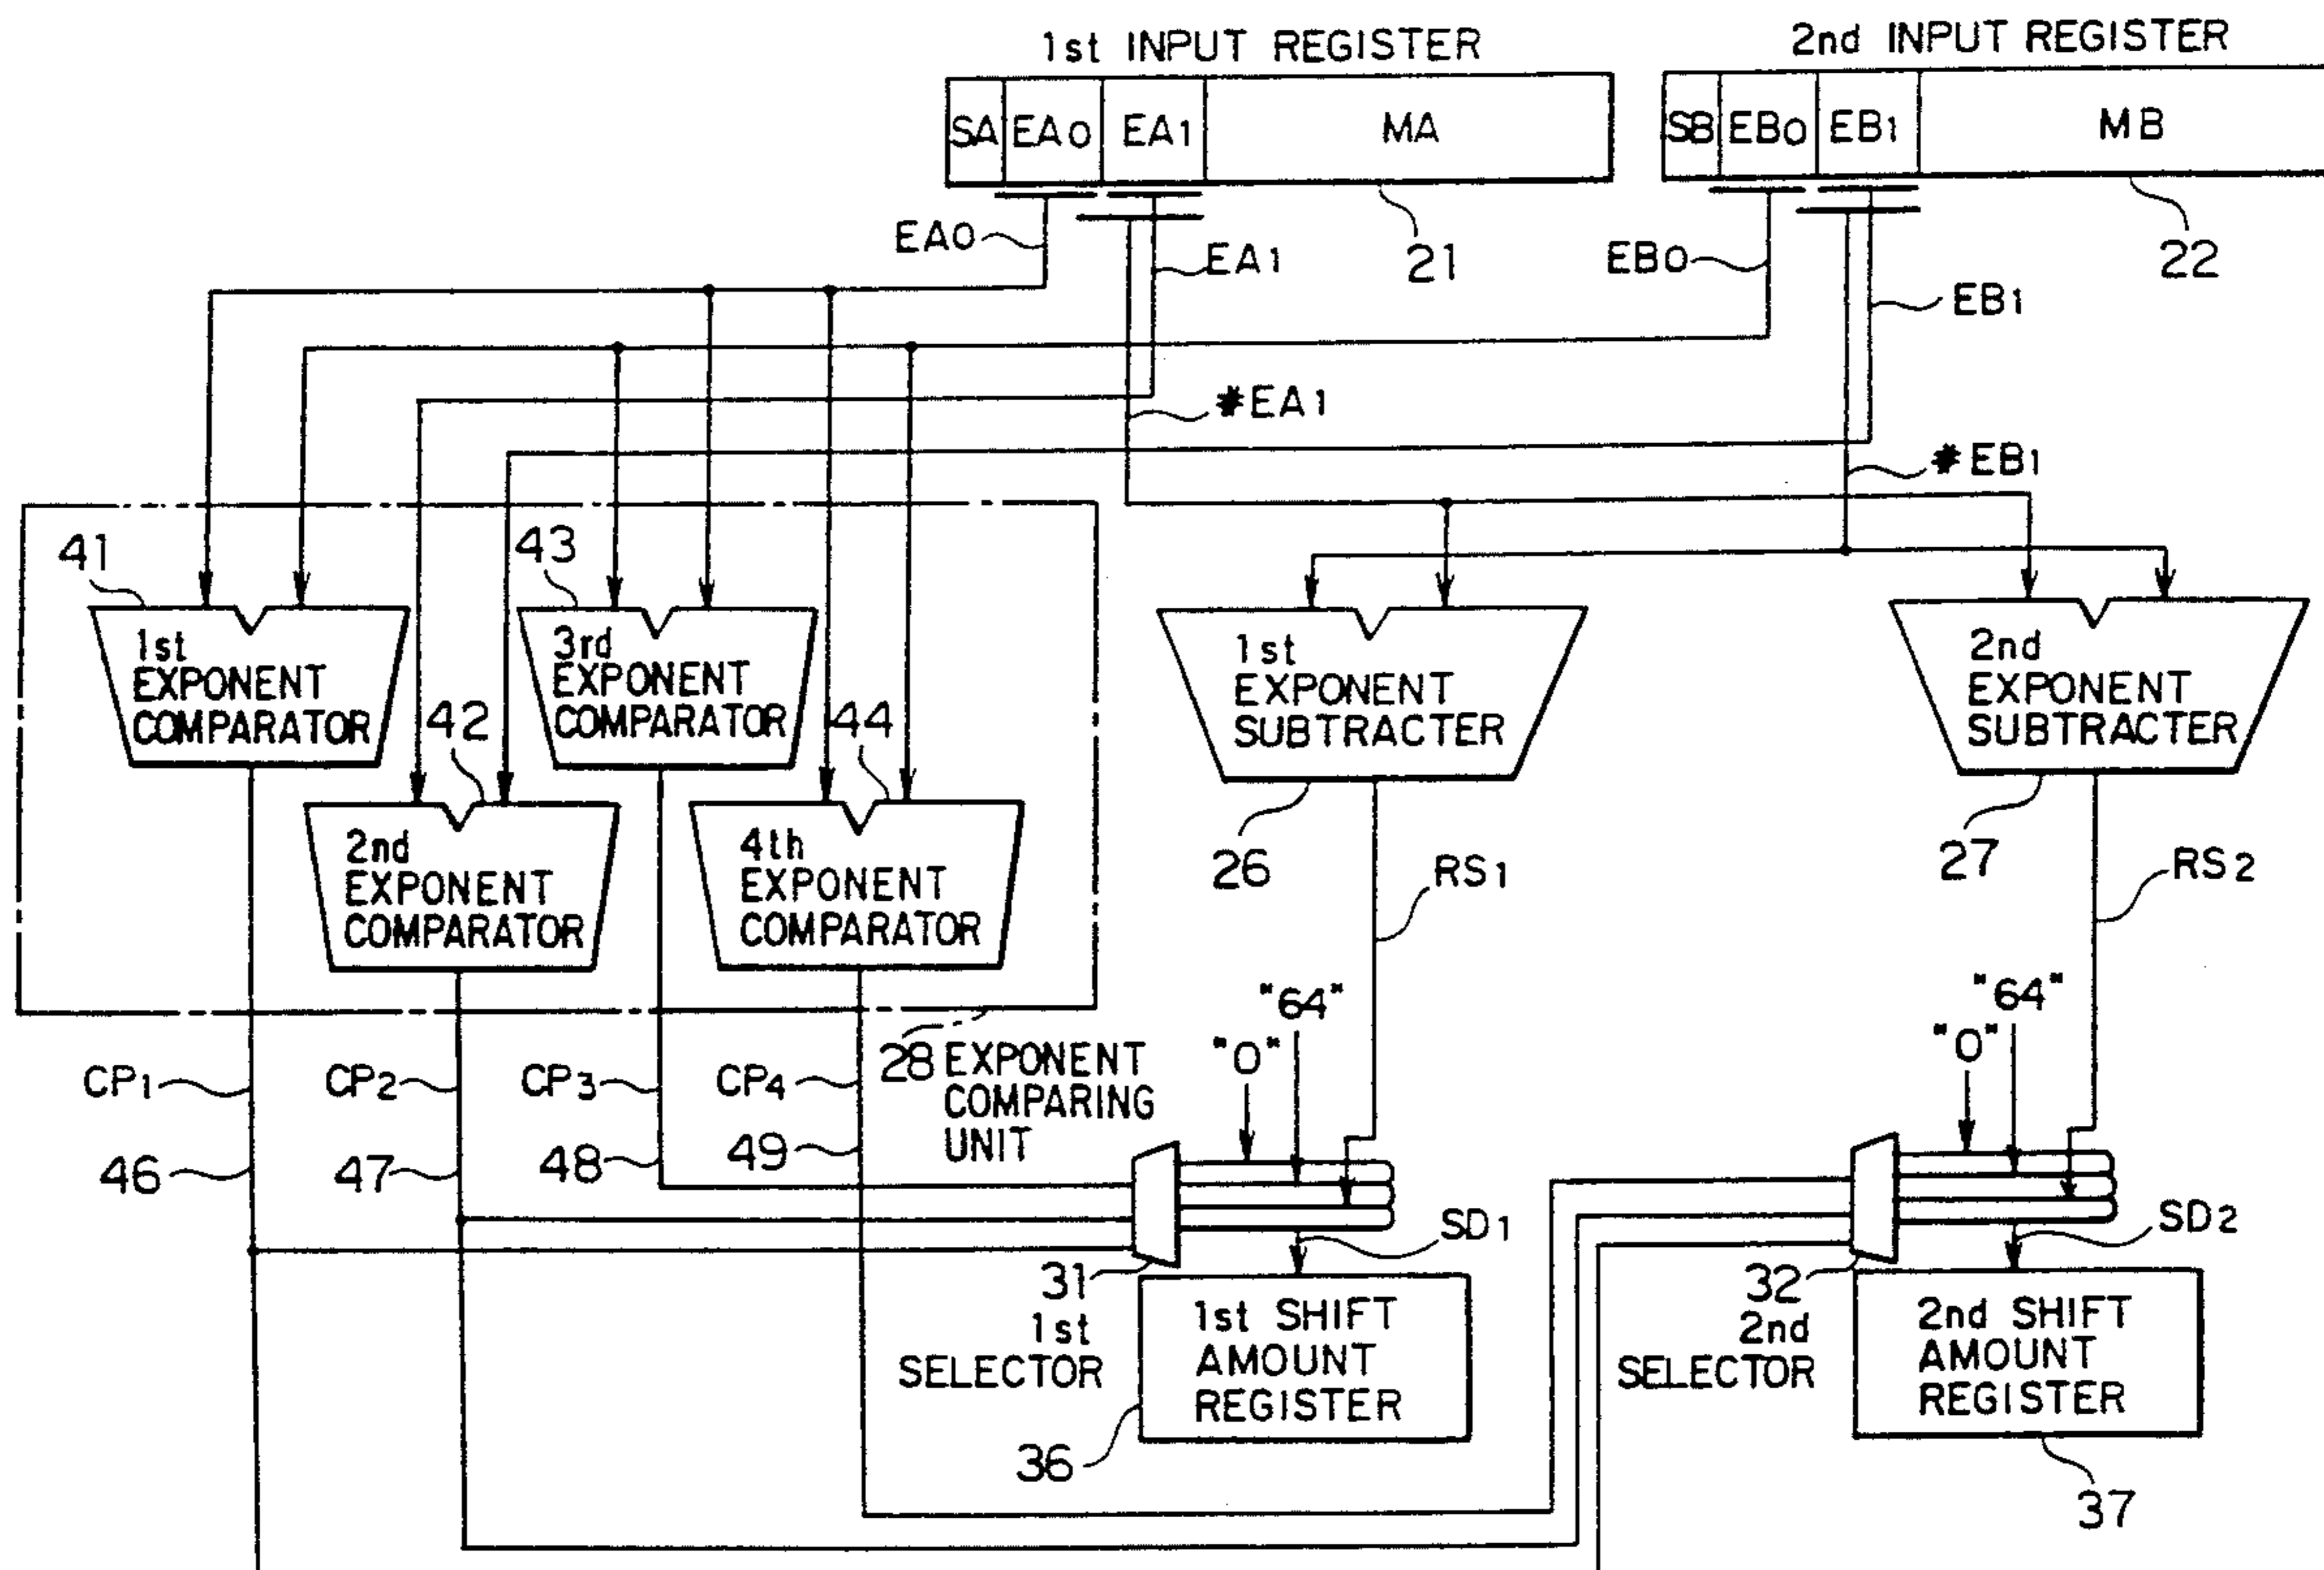 1st INPUT REGISTER
2nd INPUT REGISTER
SA EA0 EA1 MA
SB EB0 EB1 MB
EA0
EA1
21
EB0
22
EB1
#EA1
#EB1
41
43
1st
EXPONENT
COMPARATOR
3rd
EXPONENT
COMPARATOR
1st
EXPONENT
SUBTRACTER
2nd
EXPONENT
SUBTRACTER
42
44
2nd
EXPONENT
COMPARATOR
4th
EXPONENT
COMPARATOR
26
RS1
27
RS2
"0"
"64"
"0"
"64"
28 EXPONENT
COMPARING
UNIT
CP1
CP2
CP3
CP4
46
47
48
49
SD1
SD2
31
1st
SELECTOR
1st SHIFT
AMOUNT
REGISTER
32
2nd
SELECTOR
2nd SHIFT
AMOUNT
REGISTER
36
37